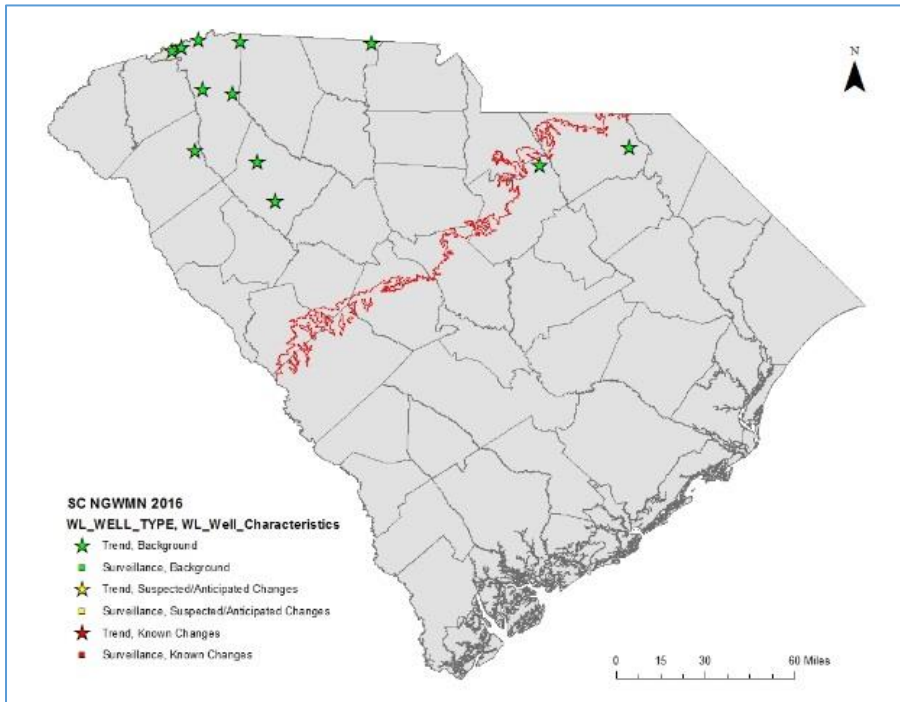 N
SC NGWMN 2016
WL_WELL_TYPE, WL_Well_Characteristics
Trend, Background
Surveillance, Background
Trend, Suspected/Anticipated Changes
Surveillance, Suspected/Anticipated Changes
Trend, Known Changes
Surveillance, Known Changes
0 15 30 60 Miles